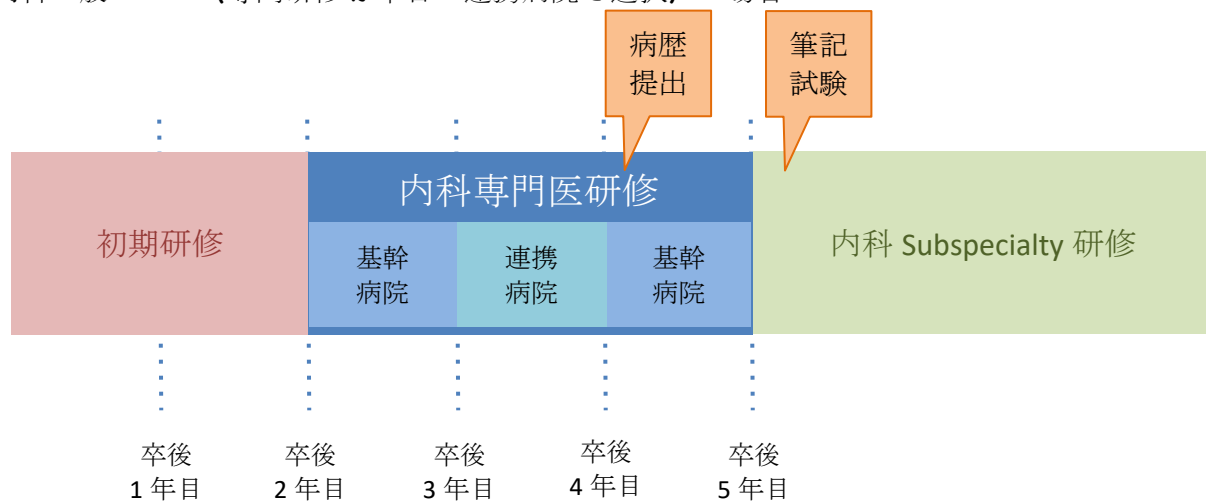 病歴
提出
筆記
試験
内科専門医研修
初期研修
基幹
病院
連携
病院
基幹
病院
内科 Subspecialty 研修
卒後
1 年目
卒後
2 年目
卒後
3 年目
卒後
4 年目
卒後
5 年目